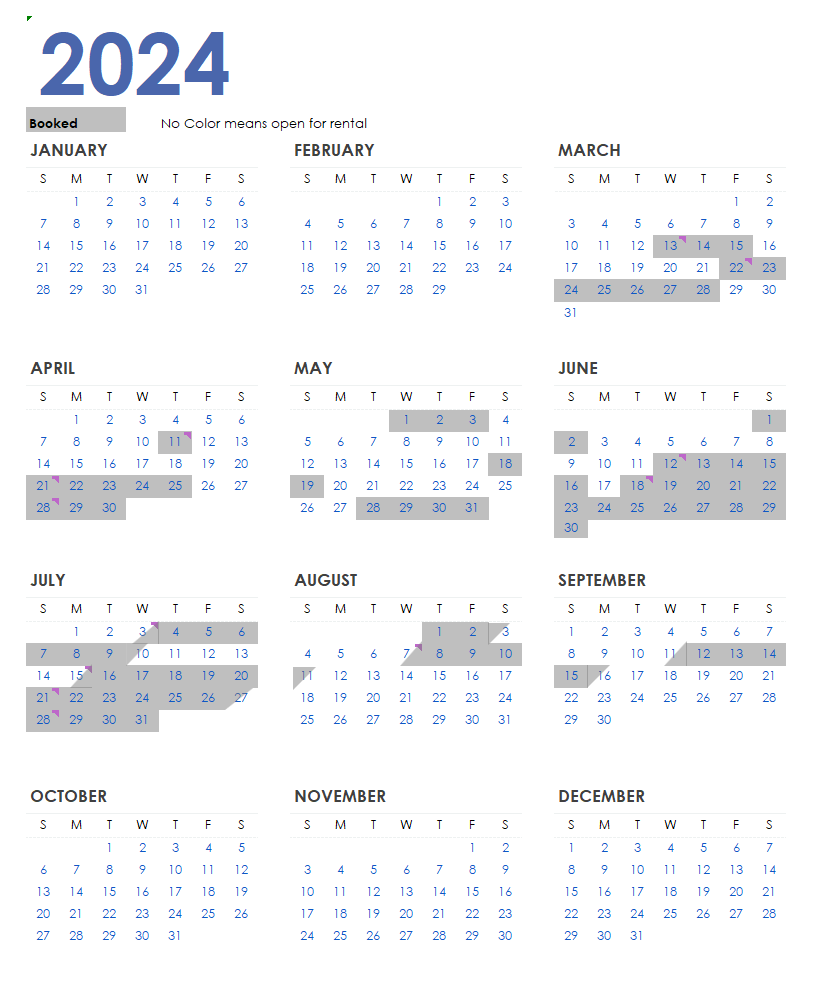 2024
Booked No Color means open for rental
JANUARY FEBRUARY MARCH
S M T W T F S S M T W T F S S M T W T F S
1 2 3 4 5 6 1 2 3 1 2
7 8 9 10 11 12 13 4 5 6 7 8 9 10 3 4 5 6 7 8 9
14 15 16 17 18 19 20 11 12 13 14 15 16 17 10 11 12 13 14 15 16
21 22 23 24 25 26 27 18 19 20 21 22 23 24 17 18 19 20 21 22 23
28 29 30 31 25 26 27 28 29 24 25 26 27 28 29 30
31
APRIL MAY JUNE
S M T W T F S S M T W T F S S M T W T F S
1 2 3 4 5 6 1 2 3 4 1
7 8 9 10 11 12 13 5 6 7 8 9 10 11 2 3 4 5 6 7 8
14 15 16 17 18 19 20 12 13 14 15 16 17 18 9 10 11 12 13 14 15
21 22 23 24 25 26 27 19 20 21 22 23 24 25 16 17 18 19 20 21 22
28 29 30 26 27 28 29 30 31 23 24 25 26 27 28 29
30
JULY AUGUST SEPTEMBER
S M T W T F S S M T W T F S S M T W T F S
1 2 3 4 5 6 1 2 3 1 2 3 4 5 6 7
7 8 9 10 11 12 13 4 5 6 7 8 9 10 8 9 10 11 12 13 14
14 15 16 17 18 19 20 11 12 13 14 15 16 17 15 16 17 18 19 20 21
21 22 23 24 25 26 27 18 19 20 21 22 23 24 22 23 24 25 26 27 28
28 29 30 31 25 26 27 28 29 30 31 29 30
OCTOBER NOVEMBER DECEMBER
S M T W T F S S M T W T F S S M T W T F S
1 2 3 4 5 1 2 1 2 3 4 5 6 7
6 7 8 9 10 11 12 3 4 5 6 7 8 9 8 9 10 11 12 13 14
13 14 15 16 17 18 19 10 11 12 13 14 15 16 15 16 17 18 19 20 21
20 21 22 23 24 25 26 17 18 19 20 21 22 23 22 23 24 25 26 27 28
27 28 29 30 31 24 25 26 27 28 29 30 29 30 31